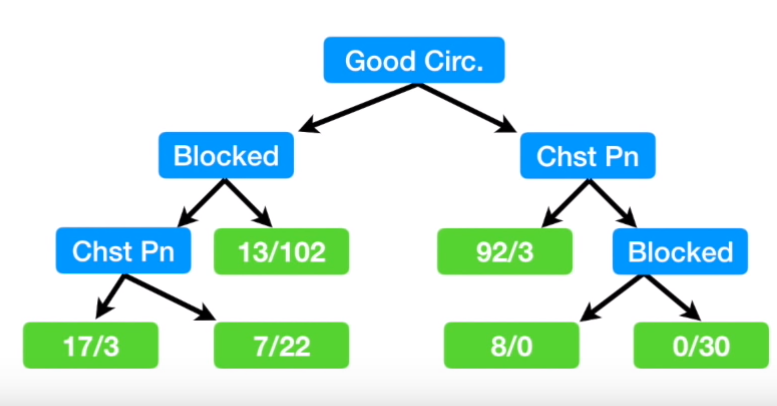 Good Circ.
Blocked
Chst Pn
Chst Pn
13/102
92/3
Blocked
17/3
7/22
8/0
0/30